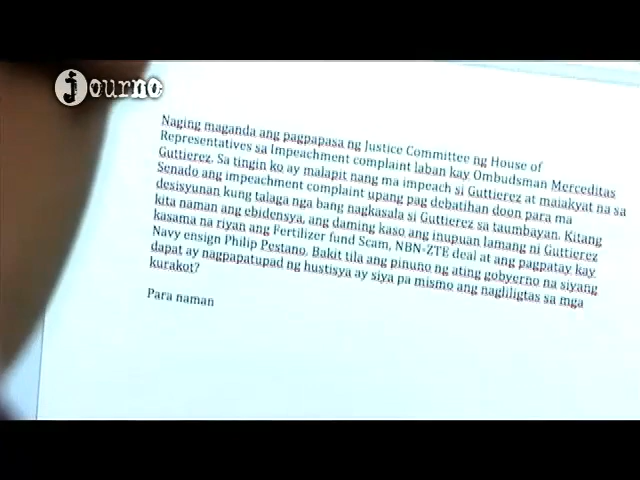 journo
Naging maganda ang pagpapasa ng Justice Committee ng House of
Representatives sa Impeachment complaint laban kay Ombudsman Merceditas
Guttierez. Sa tingin ko ay malapit nang ma impeach si Guttierez at maiakyat na sa
Senado ang impeachment complaint upang pag debatihan doon para ma
desisyunan kung talaga nga bang nagkasala si Guttierez sa taumbayan. Kitang
kita naman ang ebidensya, ang daming kaso ang inupuan lamang ni Guttierez
kasama na riyan ang Fertilizer fund Scam, NBN-ZTE deal at ang pagpatay kay
Navy ensign Philip Pestano. Bakit tila ang pinuno ng ating gobyerno na siyang
dapat ay nagpapatupad ng hustisya ay siya pa mismo ang nagliligtas sa mga
kurakot?
Para naman